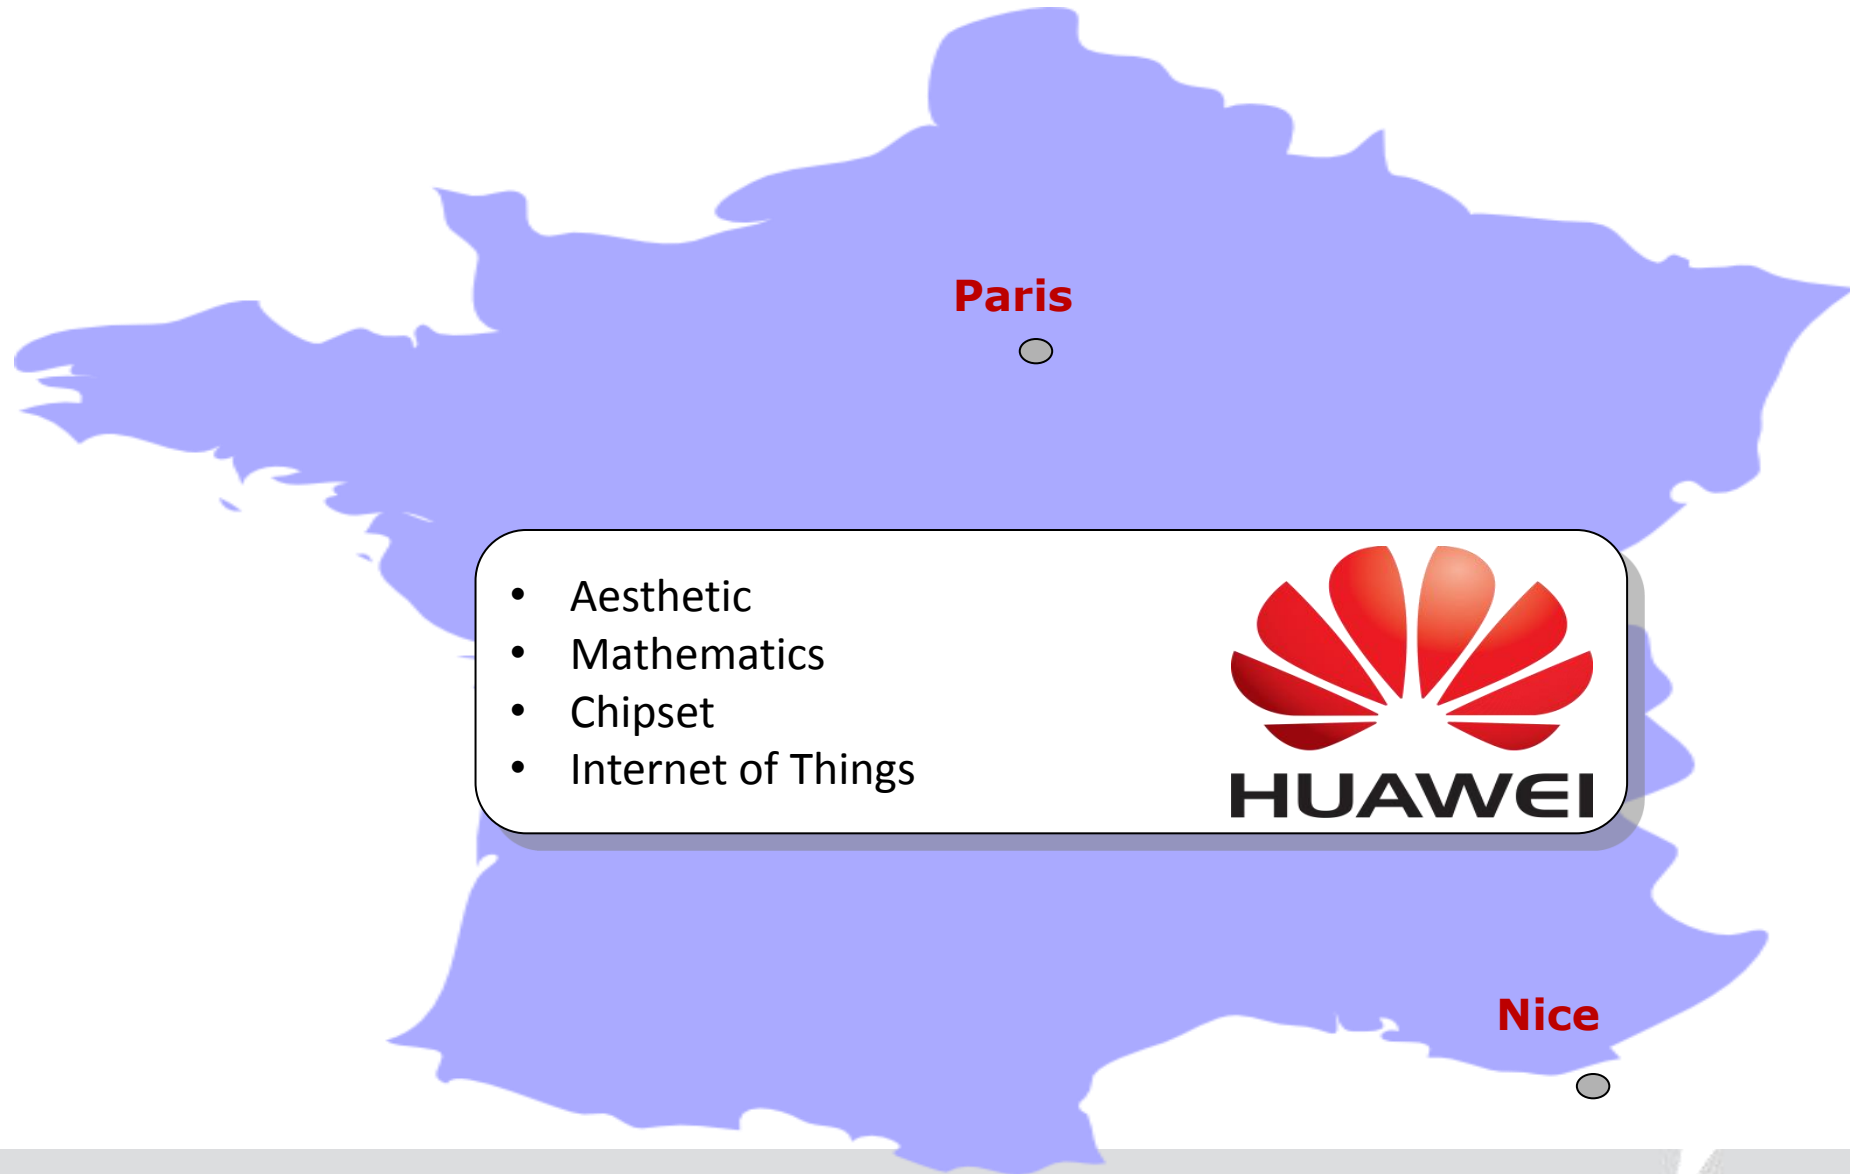 Paris
• Aesthetic
• Mathematics
• Chipset
• Internet of Things
HUAWEI
Nice